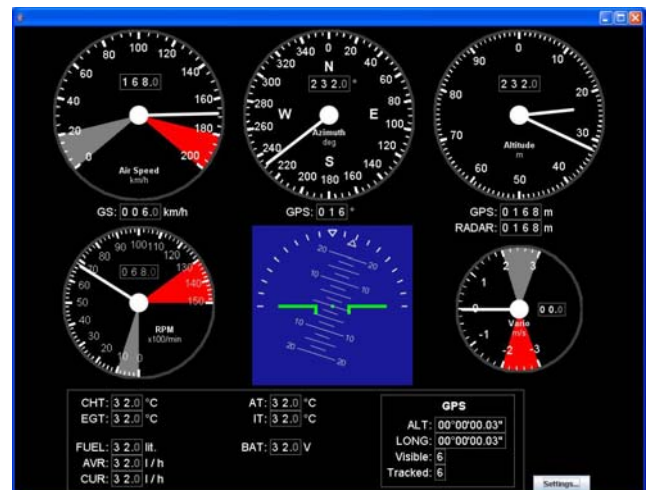 0 20 40 60 80 100 120 140 160 180 200
168.0
Air Speed
km/h
GS: 006.0 km/h
N E S W
0 20 40 60 80 100 120 140 160 180 200 220 240 260 280 300 320 340
232.0 °
Azimuth
deg
GPS: 016 °
0 30 40 50 60 70 80 90
232.0
Altitude
m
GPS: 0168 m
RADAR: 0168 m
0 10 20 30 40 50 60 70 80 90 100 110 120 130 140 150
068.0
RPM
x100/min
20 20
10 10
10 10
20 20
2 3
0 00.0
-1
-2 -3
Vario
m/s
CHT: 32.0 °C
EGT: 32.0 °C
FUEL: 32.0 lit.
AVR: 32.0 l / h
CUR: 32.0 l / h
AT: 32.0 °C
IT: 32.0 °C
BAT: 32.0 V
GPS
ALT: 00°00'00.03"
LONG: 00°00'00.03"
Visible: 6
Tracked: 6
Settings...